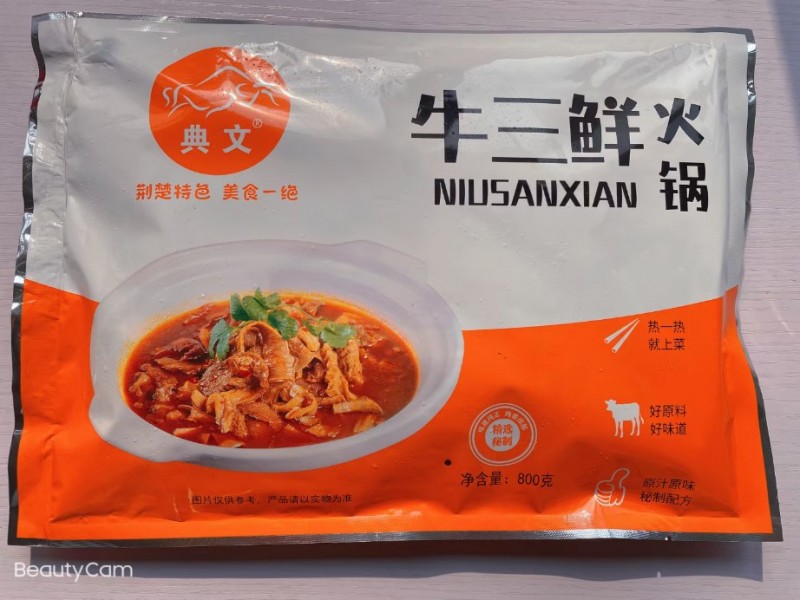 典文®
荆楚特色 美食一绝
牛三鲜火锅
NIUSANXIAN
热一热
就上菜
好原料
好味道
原汁原味
秘制配方
精选
秘制
净含量：800克
图片仅供参考，产品请以实物为准
BeautyCam